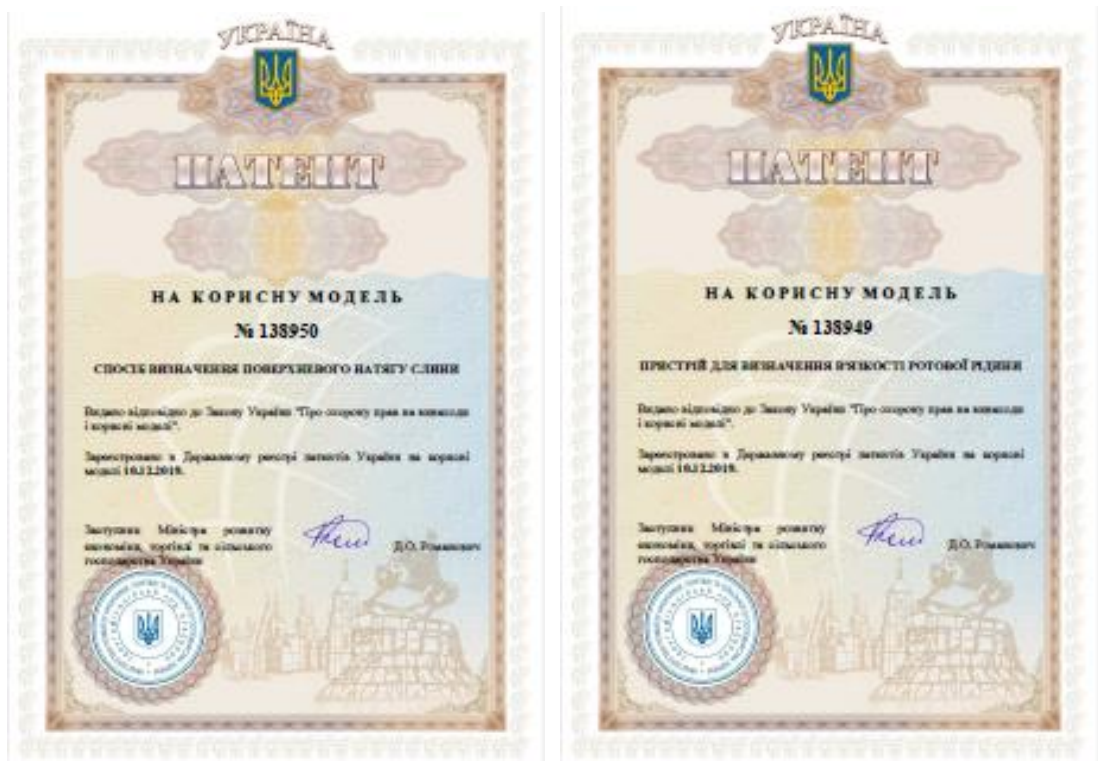 УКРАЇНА
ПАТЕНТ
НА КОРИСНУ МОДЕЛЬ
№ 138950
СПОСІБ ВИЗНАЧЕННЯ ПОВЕРХНЕВОГО НАТЯГУ СЛИНИ
Видано відповідно до Закону України "Про охорону прав на винаходи
і корисні моделі".
Зареєстровано в Державному реєстрі патентів України на корисні
моделі 10.12.2019.
Заступник Міністра розвитку
економіки, торгівлі та сільського
господарства України
Д.О. Романович
УКРАЇНА
ПАТЕНТ
НА КОРИСНУ МОДЕЛЬ
№ 138949
ПРИСТРІЙ ДЛЯ ВИЗНАЧЕННЯ В'ЯЗКОСТІ РОТОВОЇ РІДИНИ
Видано відповідно до Закону України "Про охорону прав на винаходи
і корисні моделі".
Зареєстровано в Державному реєстрі патентів України на корисні
моделі 10.12.2019.
Заступник Міністра розвитку
економіки, торгівлі та сільського
господарства України
Д.О. Романович